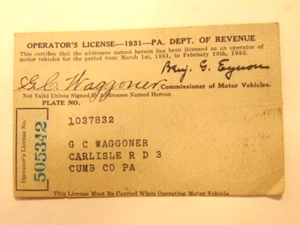 OPERATOR'S LICENSE—1931—PA. DEPT. OF REVENUE
This certifies that the addressee named hereon has been licensed as an operator of
motor vehicles for the period from March 1st, 1931, to February 29th, 1932.
G.C. Waggoner
Benj. G. Eynon
Commissioner of Motor Vehicles.
Not Valid Unless Signed By Addressee Named Hereon
PLATE NO.
Operator's License No.
505342
1037832
G C WAGGONER
CARLISLE R D 3
CUMB CO PA
This License Must Be Carried When Operating Motor Vehicle.